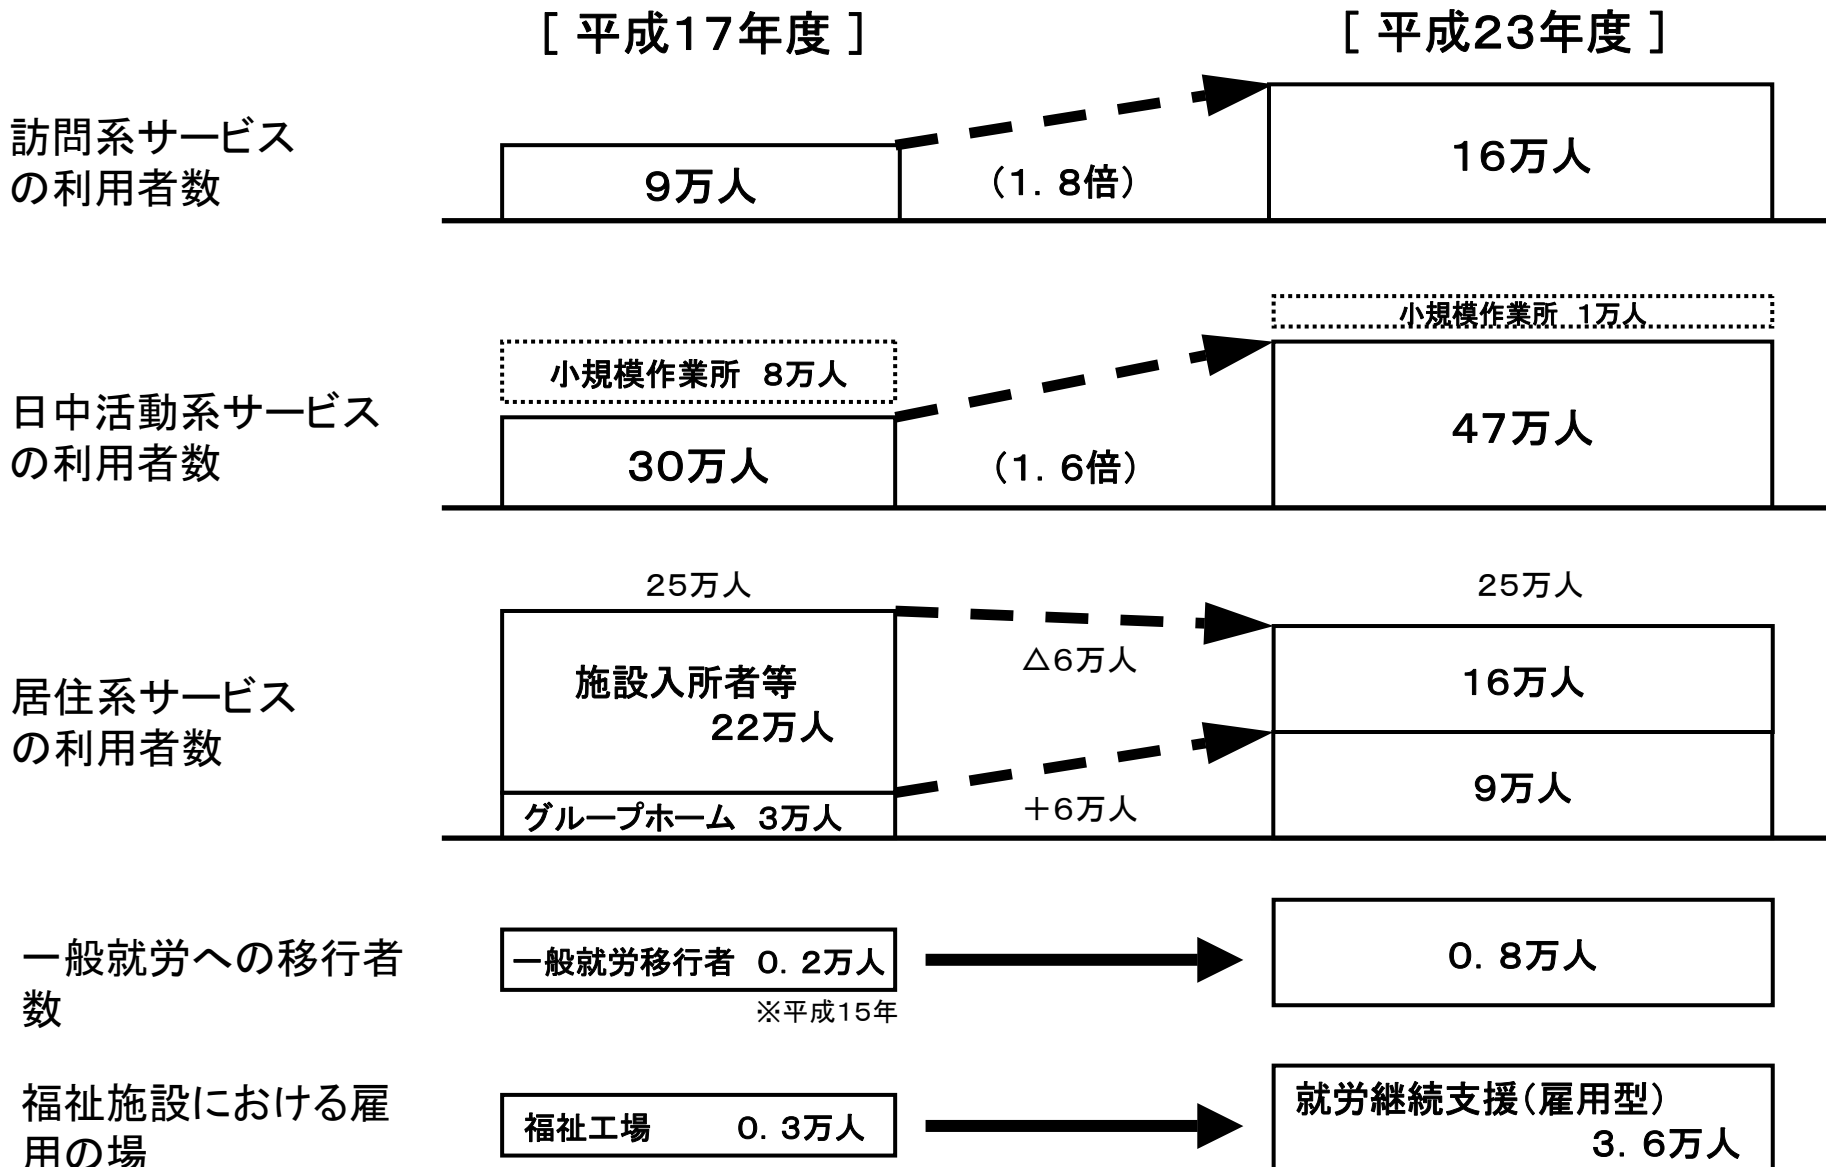 ［ 平成１７年度 ］
［ 平成２３年度 ］
訪問系サービス
の利用者数
９万人
（１．８倍）
１６万人
日中活動系サービス
の利用者数
小規模作業所　８万人
３０万人
（１．６倍）
小規模作業所　１万人
４７万人
居住系サービス
の利用者数
２５万人
施設入所者等
２２万人
グループホーム　３万人
△６万人
＋６万人
２５万人
１６万人
９万人
一般就労への移行者
数
一般就労移行者　０．２万人
※平成１５年
０．８万人
福祉施設における雇
用の場
福祉工場　　　０．３万人
就労継続支援（雇用型）
３．６万人